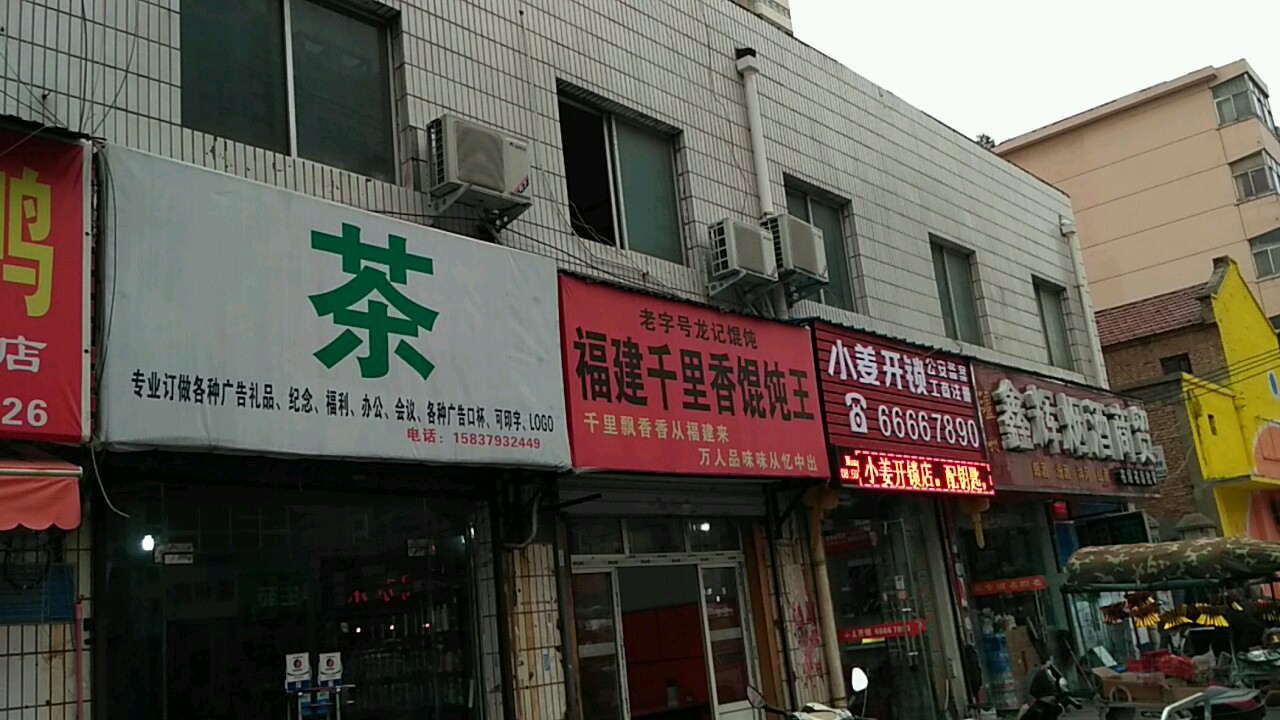 鸭
店
26
茶
专业订做各种广告礼品、纪念、福利、办公、会议、各种广告口杯、可印字、LOGO
电话：15837932449
老字号龙记馄饨
福建千里香馄饨王
千里飘香香从福建来
万人品味味从忆中出
小姜开锁
公安备案
工商注册
66667890
小姜开锁店。配钥匙，
鑫辉烟酒商贸